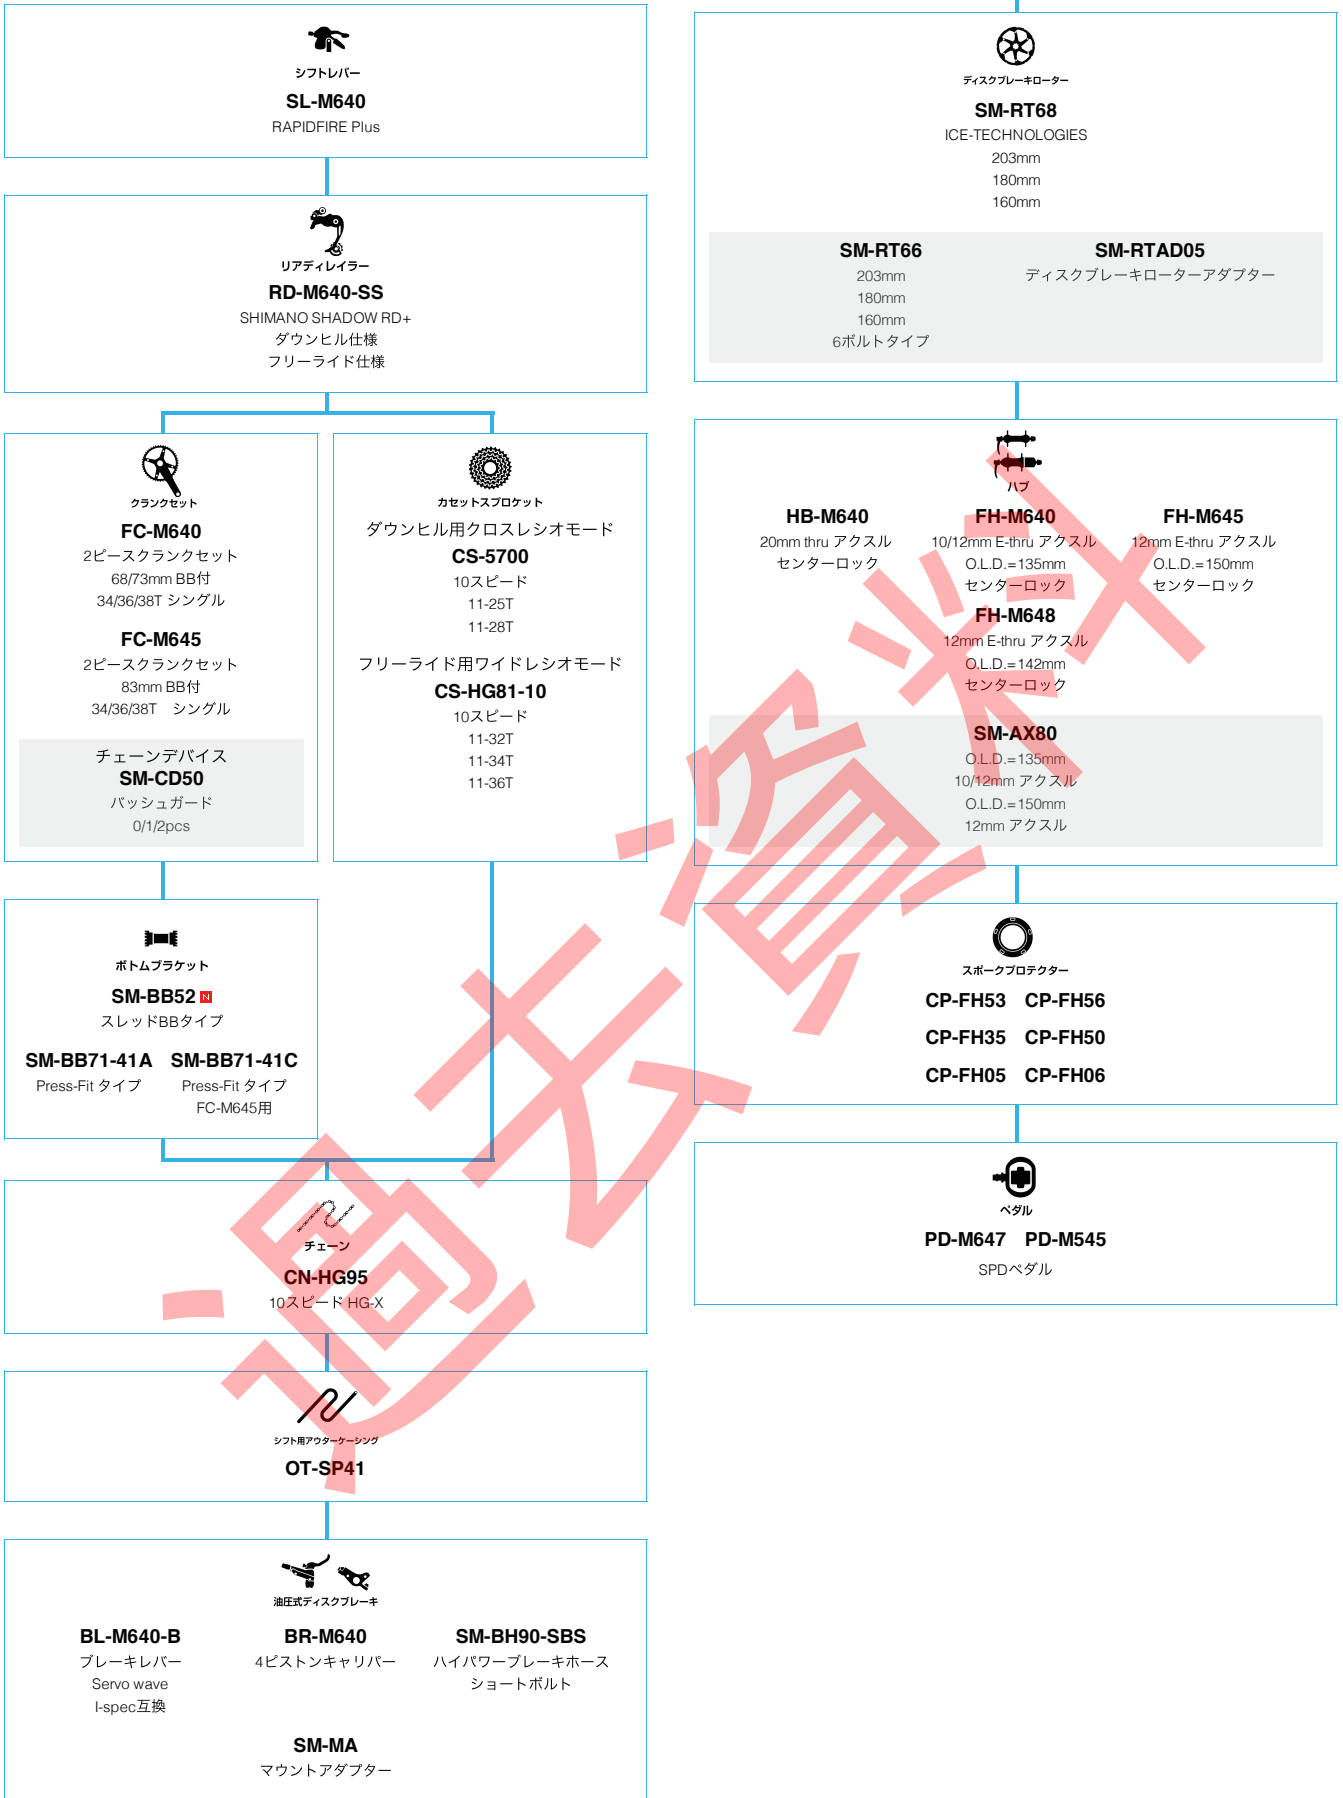 シフトレバー
SL-M640
RAPIDFIRE Plus
リアディレイラー
RD-M640-SS
SHIMANO SHADOW RD+
ダウンヒル仕様
フリーライド仕様
クランクセット
FC-M640
2ピースクランクセット
68/73mm BB付
34/36/38T シングル
FC-M645
2ピースクランクセット
83mm BB付
34/36/38T　シングル
チェーンデバイス
SM-CD50
バッシュガード
0/1/2pcs
カセットスプロケット
ダウンヒル用クロスレシオモード
CS-5700
10スピード
11-25T
11-28T
フリーライド用ワイドレシオモード
CS-HG81-10
10スピード
11-32T
11-34T
11-36T
ボトムブラケット
SM-BB52 N
スレッドBBタイプ
SM-BB71-41A SM-BB71-41C
Press-Fit タイプ Press-Fit タイプ
FC-M645用
チェーン
CN-HG95
10スピード HG-X
シフト用アウターケーシング
OT-SP41
油圧式ディスクブレーキ
BL-M640-B
ブレーキレバー
Servo wave
I-spec互換
BR-M640
4ピストンキャリパー
SM-BH90-SBS
ハイパワーブレーキホース
ショートボルト
SM-MA
マウントアダプター
ディスクブレーキローター
SM-RT68
ICE-TECHNOLOGIES
203mm
180mm
160mm
SM-RT66
203mm
180mm
160mm
6ボルトタイプ
SM-RTAD05
ディスクブレーキローターアダプター
ハブ
HB-M640
20mm thru アクスル
センターロック
FH-M640
10/12mm E-thru アクスル
O.L.D.=135mm
センターロック
FH-M645
12mm E-thru アクスル
O.L.D.=150mm
センターロック
FH-M648
12mm E-thru アクスル
O.L.D.=142mm
センターロック
SM-AX80
O.L.D.=135mm
10/12mm アクスル
O.L.D.=150mm
12mm アクスル
スポークプロテクター
CP-FH53 CP-FH56
CP-FH35 CP-FH50
CP-FH05 CP-FH06
ペダル
PD-M647 PD-M545
SPDペダル
過去資料